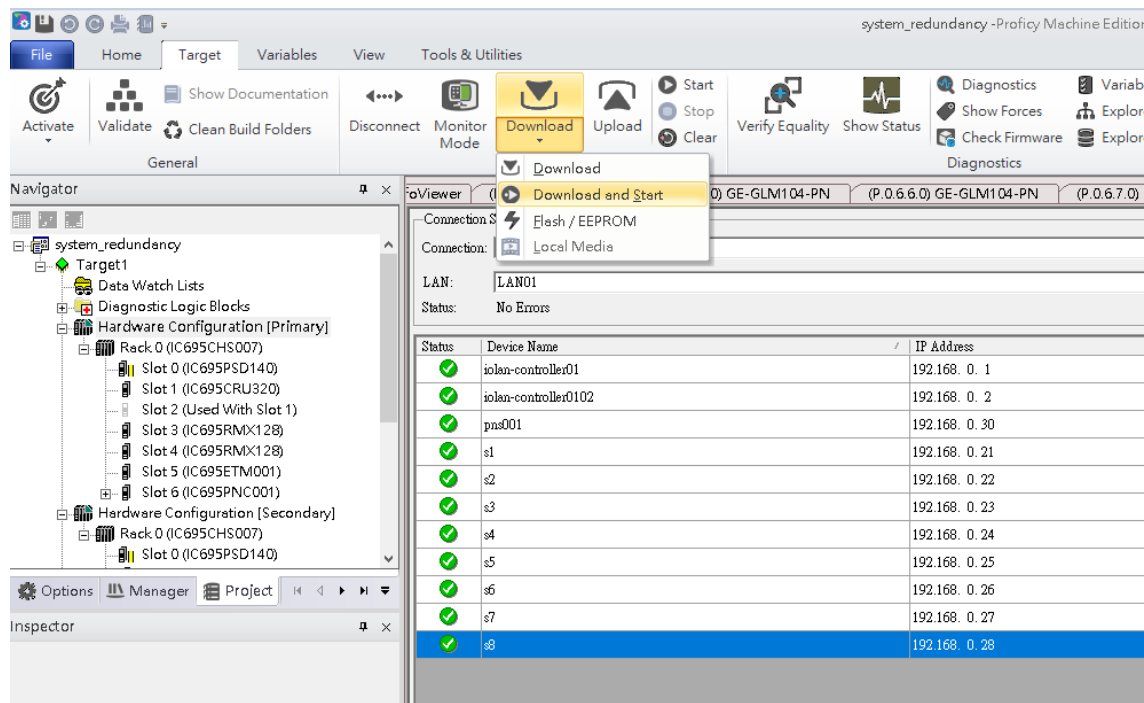 system_redundancy -Proficy Machine Edition
File Home Target Variables View Tools & Utilities
Activate
Validate
Show Documentation
Clean Build Folders
General
Disconnect
Monitor Mode
Download
Upload
Start
Stop
Clear
Verify Equality
Show Status
Diagnostics
Show Forces
Check Firmware
Variab
Explor
Explor
Diagnostics
Download
Download and Start
Flash / EEPROM
Local Media
Navigator
system_redundancy
Target1
Data Watch Lists
Diagnostic Logic Blocks
Hardware Configuration [Primary]
Rack 0 (IC695CHS007)
Slot 0 (IC695PSD140)
Slot 1 (IC695CRU320)
Slot 2 (Used With Slot 1)
Slot 3 (IC695RMX128)
Slot 4 (IC695RMX128)
Slot 5 (IC695ETM001)
Slot 6 (IC695PNC001)
Hardware Configuration [Secondary]
Rack 0 (IC695CHS007)
Slot 0 (IC695PSD140)
Options Manager Project
Inspector
foViewer 0) GE-GLM104-PN (P.0.6.6.0) GE-GLM104-PN (P.0.6.7.0)
Connection S
Connection:
LAN: LAN01
Status: No Errors
Status Device Name / IP Address
iolan-controller01 192.168. 0. 1
iolan-controller0102 192.168. 0. 2
pns001 192.168. 0. 30
s1 192.168. 0. 21
s2 192.168. 0. 22
s3 192.168. 0. 23
s4 192.168. 0. 24
s5 192.168. 0. 25
s6 192.168. 0. 26
s7 192.168. 0. 27
s8 192.168. 0. 28